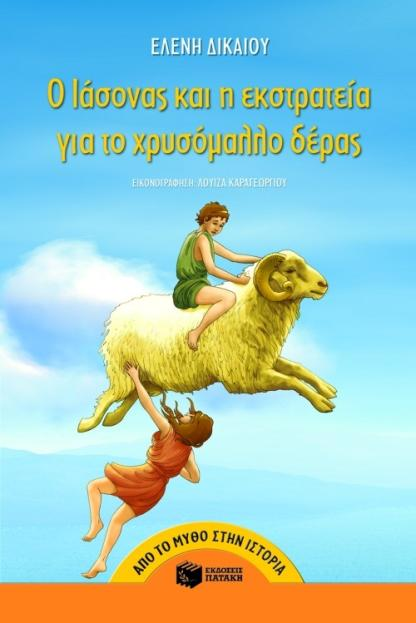 ΕΛΕΝΗ ΔΙΚΑΙΟΥ
Ο Ιάσονας και η εκστρατεία
για το χρυσόμαλλο δέρας
ΕΙΚΟΝΟΓΡΑΦΗΣΗ: ΛΟΥΙΖΑ ΚΑΡΑΓΕΩΡΓΙΟΥ
ΑΠΟ ΤΟ ΜΥΘΟ ΣΤΗΝ ΙΣΤΟΡΙΑ
ΕΚΔΟΣΕΙΣ
ΠΑΤΑΚΗ